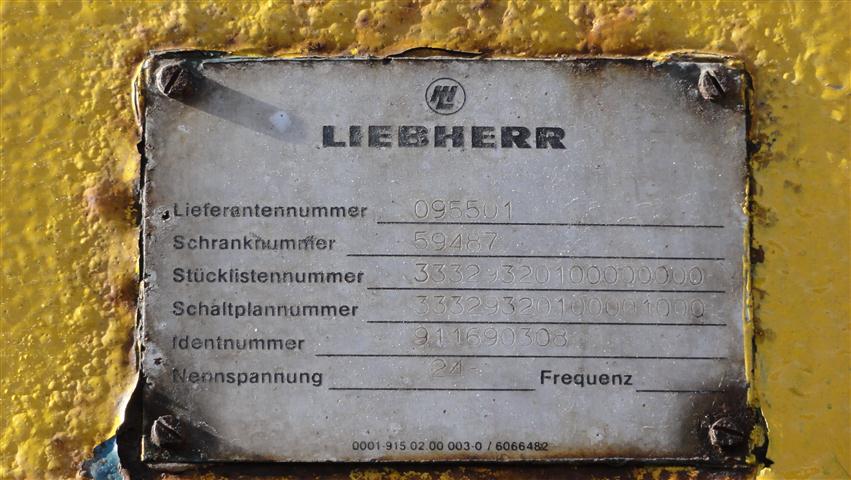 LIEBHERR
Lieferantennummer 095501
Schranknummer 59487
Stücklistennummer 33329320100000000
Schaltplannummer 333293201000001000
Identnummer 911690308
Nennspannung 24- Frequenz
0001-915 02 00 003-0 / 6066482